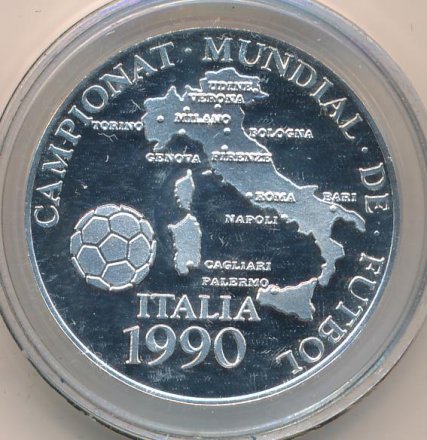 CAMPIONAT · MUNDIAL · DE · FUTBOL
UDINE
VERONA
TORINO
MILANO
BOLOGNA
GENOVA
FIRENZE
ROMA
BARI
NAPOLI
CAGLIARI
PALERMO
ITALIA
1990